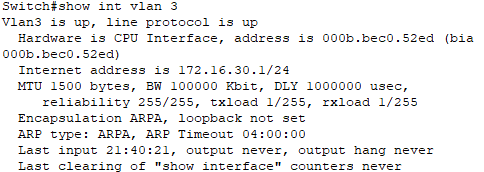 Switch#show int vlan 3
Vlan3 is up, line protocol is up
  Hardware is CPU Interface, address is 000b.bec0.52ed (bia
000b.bec0.52ed)
  Internet address is 172.16.30.1/24
  MTU 1500 bytes, BW 100000 Kbit, DLY 1000000 usec,
     reliability 255/255, txload 1/255, rxload 1/255
  Encapsulation ARPA, loopback not set
  ARP type: ARPA, ARP Timeout 04:00:00
  Last input 21:40:21, output never, output hang never
  Last clearing of "show interface" counters never